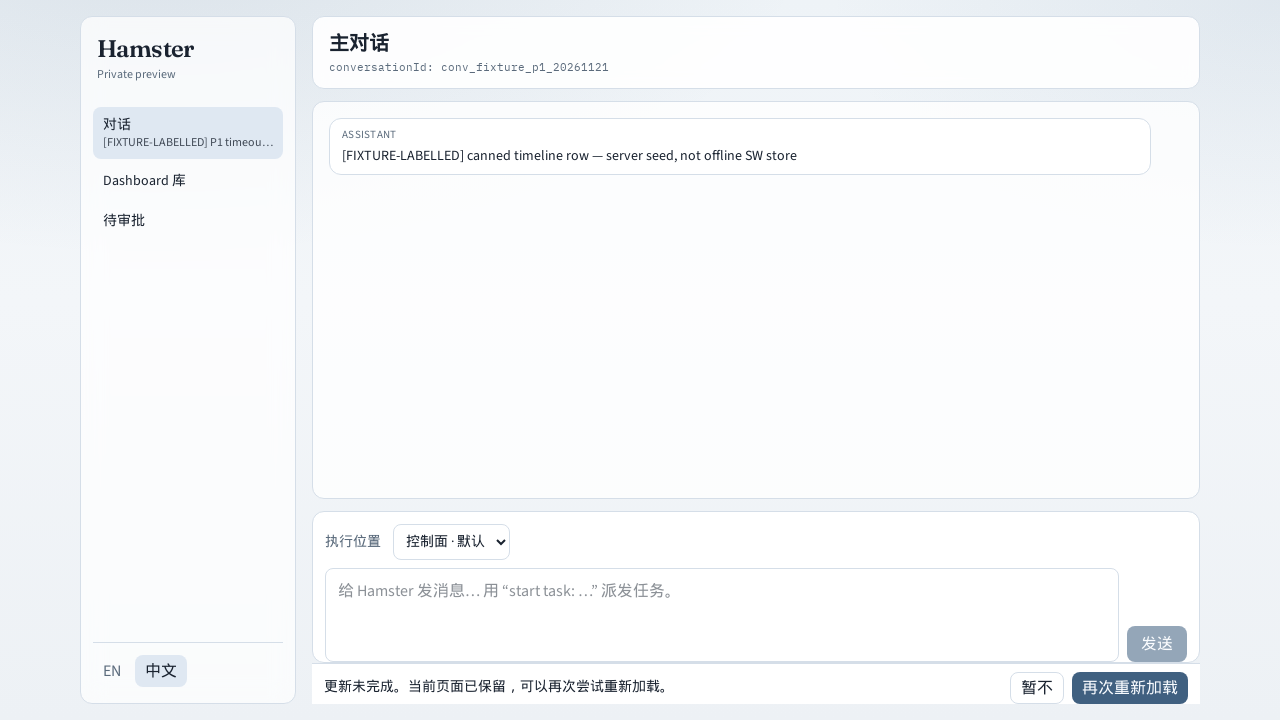 Hamster
Private preview
对话
[FIXTURE-LABELLED] P1 timeou…
Dashboard 库
待审批
EN
中文
主对话
conversationId: conv_fixture_p1_20261121
ASSISTANT
[FIXTURE-LABELLED] canned timeline row — server seed, not offline SW store
执行位置
控制面 · 默认
给 Hamster 发消息… 用 “start task: …” 派发任务。
发送
更新未完成。当前页面已保留，可以再次尝试重新加载。
暂不
再次重新加载